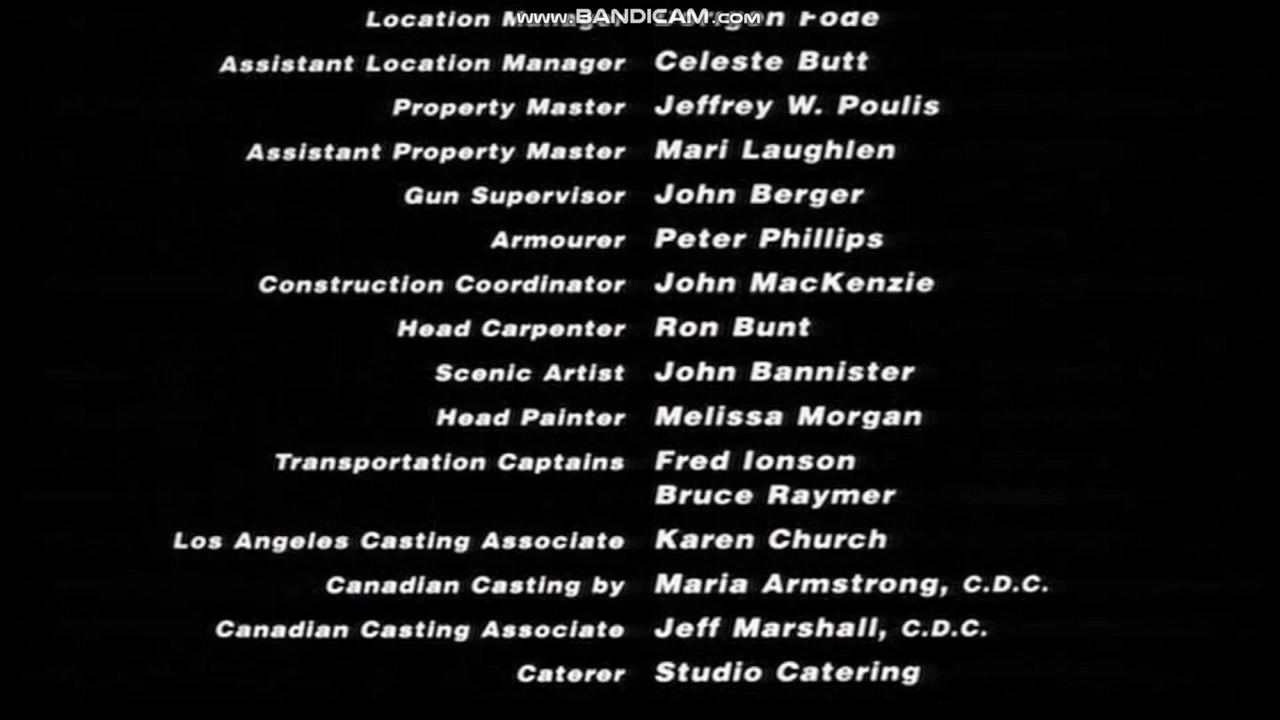 www.BANDICAM.com
Location Manager Fode
Assistant Location Manager Celeste Butt
Property Master Jeffrey W. Poulis
Assistant Property Master Mari Laughlen
Gun Supervisor John Berger
Armourer Peter Phillips
Construction Coordinator John MacKenzie
Head Carpenter Ron Bunt
Scenic Artist John Bannister
Head Painter Melissa Morgan
Transportation Captains Fred Ionson
Bruce Raymer
Los Angeles Casting Associate Karen Church
Canadian Casting by Maria Armstrong, C.D.C.
Canadian Casting Associate Jeff Marshall, C.D.C.
Caterer Studio Catering